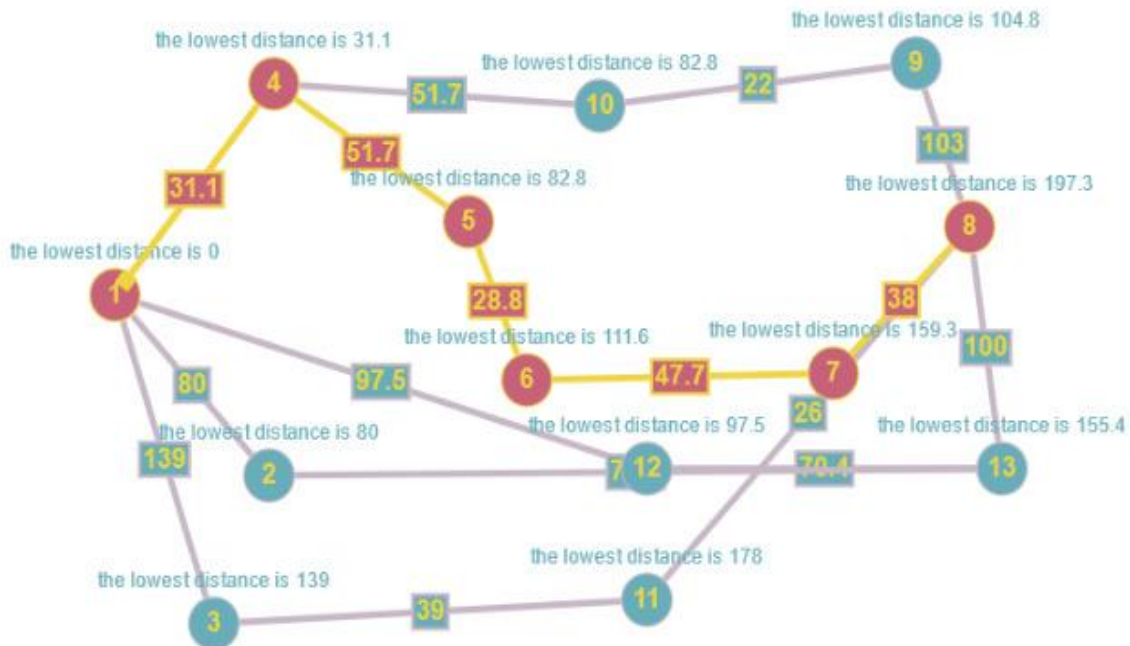 the lowest distance is 104.8
the lowest distance is 31.1
9
the lowest distance is 82.8
4
22
51.7
10
103
51.7
the lowest distance is 82.8
the lowest distance is 197.3
31.1
5
8
the lowest distance is 0
1
28.8
38
the lowest distance is 111.6
the lowest distance is 159.3
100
80
97.5
6
47.7
7
26
the lowest distance is 80
the lowest distance is 97.5
the lowest distance is 155.4
139
2
12
70.4
13
the lowest distance is 178
the lowest distance is 139
3
39
11